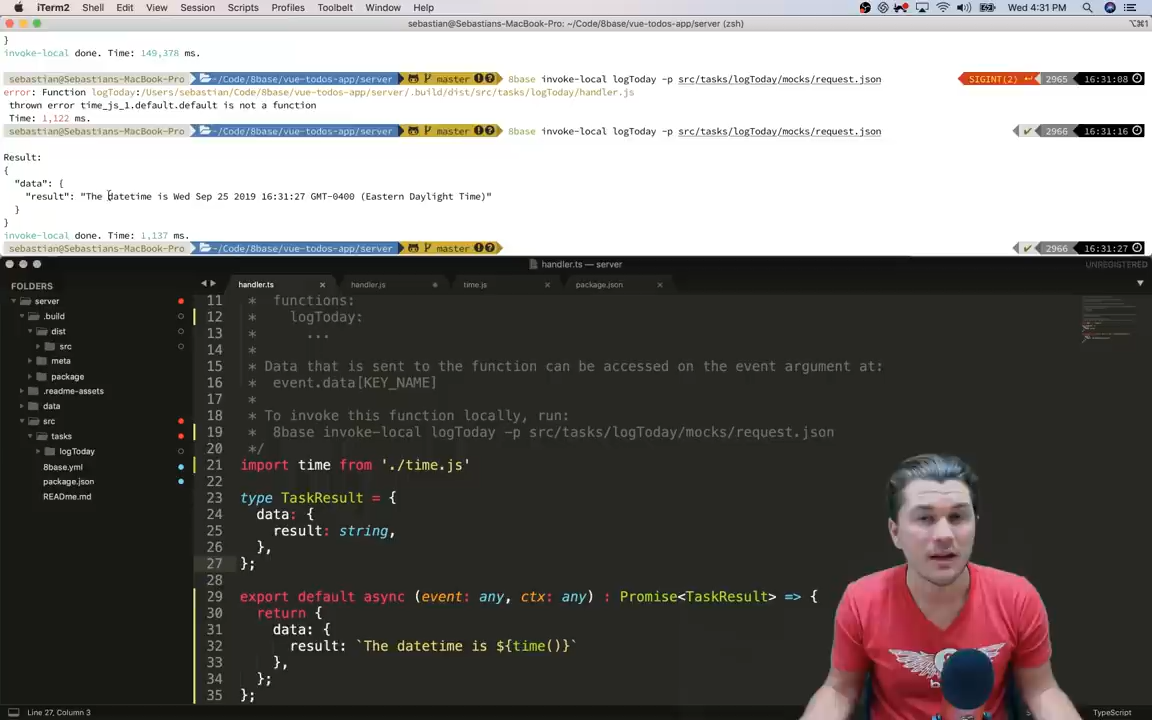 iTerm2 Shell Edit View Session Scripts Profiles Toolbelt Window Help Wed 4:31 PM
sebastian@Sebastians-MacBook-Pro: ~/Code/8base/vue-todos-app/server (zsh) ⌥⌘1
}
invoke-local done. Time: 149,378 ms.
sebastian@Sebastians-MacBook-Pro ~/Code/8base/vue-todos-app/server master 8base invoke-local logToday -p src/tasks/logToday/mocks/request.json SIGINT(2) ↵ 2965 16:31:08
error: Function logToday:/Users/sebastian/Code/8base/vue-todos-app/server/.build/dist/src/tasks/logToday/handler.js
thrown error time_js_1.default.default is not a function
Time: 1,122 ms.
sebastian@Sebastians-MacBook-Pro ~/Code/8base/vue-todos-app/server master 8base invoke-local logToday -p src/tasks/logToday/mocks/request.json ✔ 2966 16:31:16
Result:
{
"data": {
"result": "The datetime is Wed Sep 25 2019 16:31:27 GMT-0400 (Eastern Daylight Time)"
}
}
invoke-local done. Time: 1,137 ms.
sebastian@Sebastians-MacBook-Pro ~/Code/8base/vue-todos-app/server master ✔ 2966 16:31:27
handler.ts — server UNREGISTERED
FOLDERS
server
.build
dist
src
meta
package
.readme-assets
data
src
tasks
logToday
8base.yml
package.json
READme.md
handler.ts handler.js time.js package.json
11 * functions:
12 * logToday:
13 * ...
14 *
15 * Data that is sent to the function can be accessed on the event argument at:
16 * event.data[KEY_NAME]
17 *
18 * To invoke this function locally, run:
19 * 8base invoke-local logToday -p src/tasks/logToday/mocks/request.json
20 */
21 import time from './time.js'
22
23 type TaskResult = {
24 data: {
25 result: string,
26 },
27 };
28
29 export default async (event: any, ctx: any) : Promise<TaskResult> => {
30 return {
31 data: {
32 result: `The datetime is ${time()}`
33 },
34 };
35 };
Line 27, Column 3 TypeScript